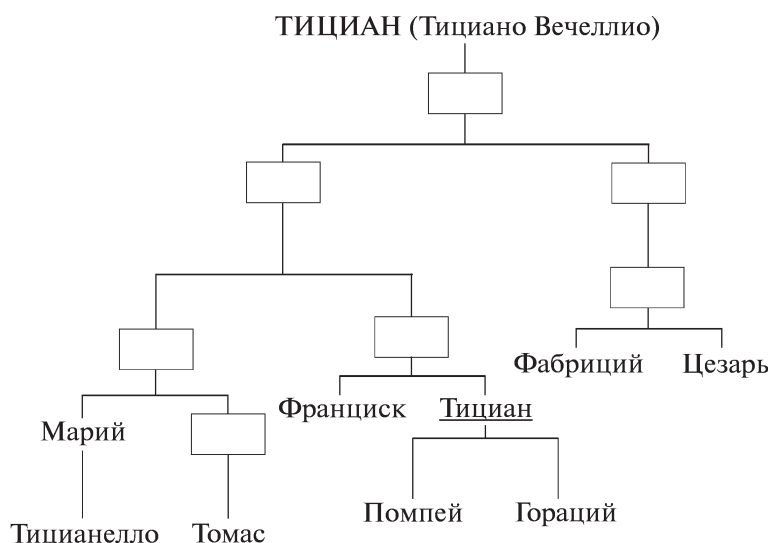 ТИЦИАН (Тициано Вечеллио)
Фабриций
Цезарь
Франциск
Тициан
Марий
Помпей
Гораций
Тицианелло
Томас